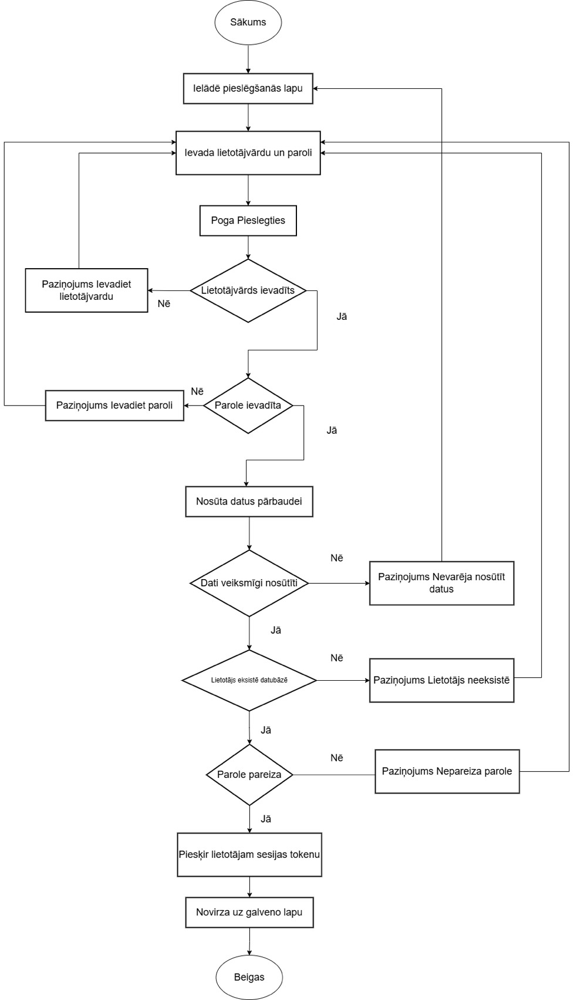 Sākums
Ielādē pieslēgšanās lapu
Ievada lietotājvārdu un paroli
Poga Pieslegties
Lietotājvārds ievadīts
Paziņojums Ievadiet
lietotājvardu
Nē
Jā
Parole ievadīta
Nē
Paziņojums Ievadiet paroli
Jā
Nosūta datus pārbaudei
Dati veiksmīgi nosūtīti
Nē
Paziņojums Nevarēja nosūtīt
datus
Jā
Lietotājs eksistē datubāzē
Nē
Paziņojums Lietotājs neeksistē
Jā
Parole pareiza
Nē
Paziņojums Nepareiza parole
Jā
Piesķir lietotājam sesijas tokenu
Novirza uz galveno lapu
Beigas